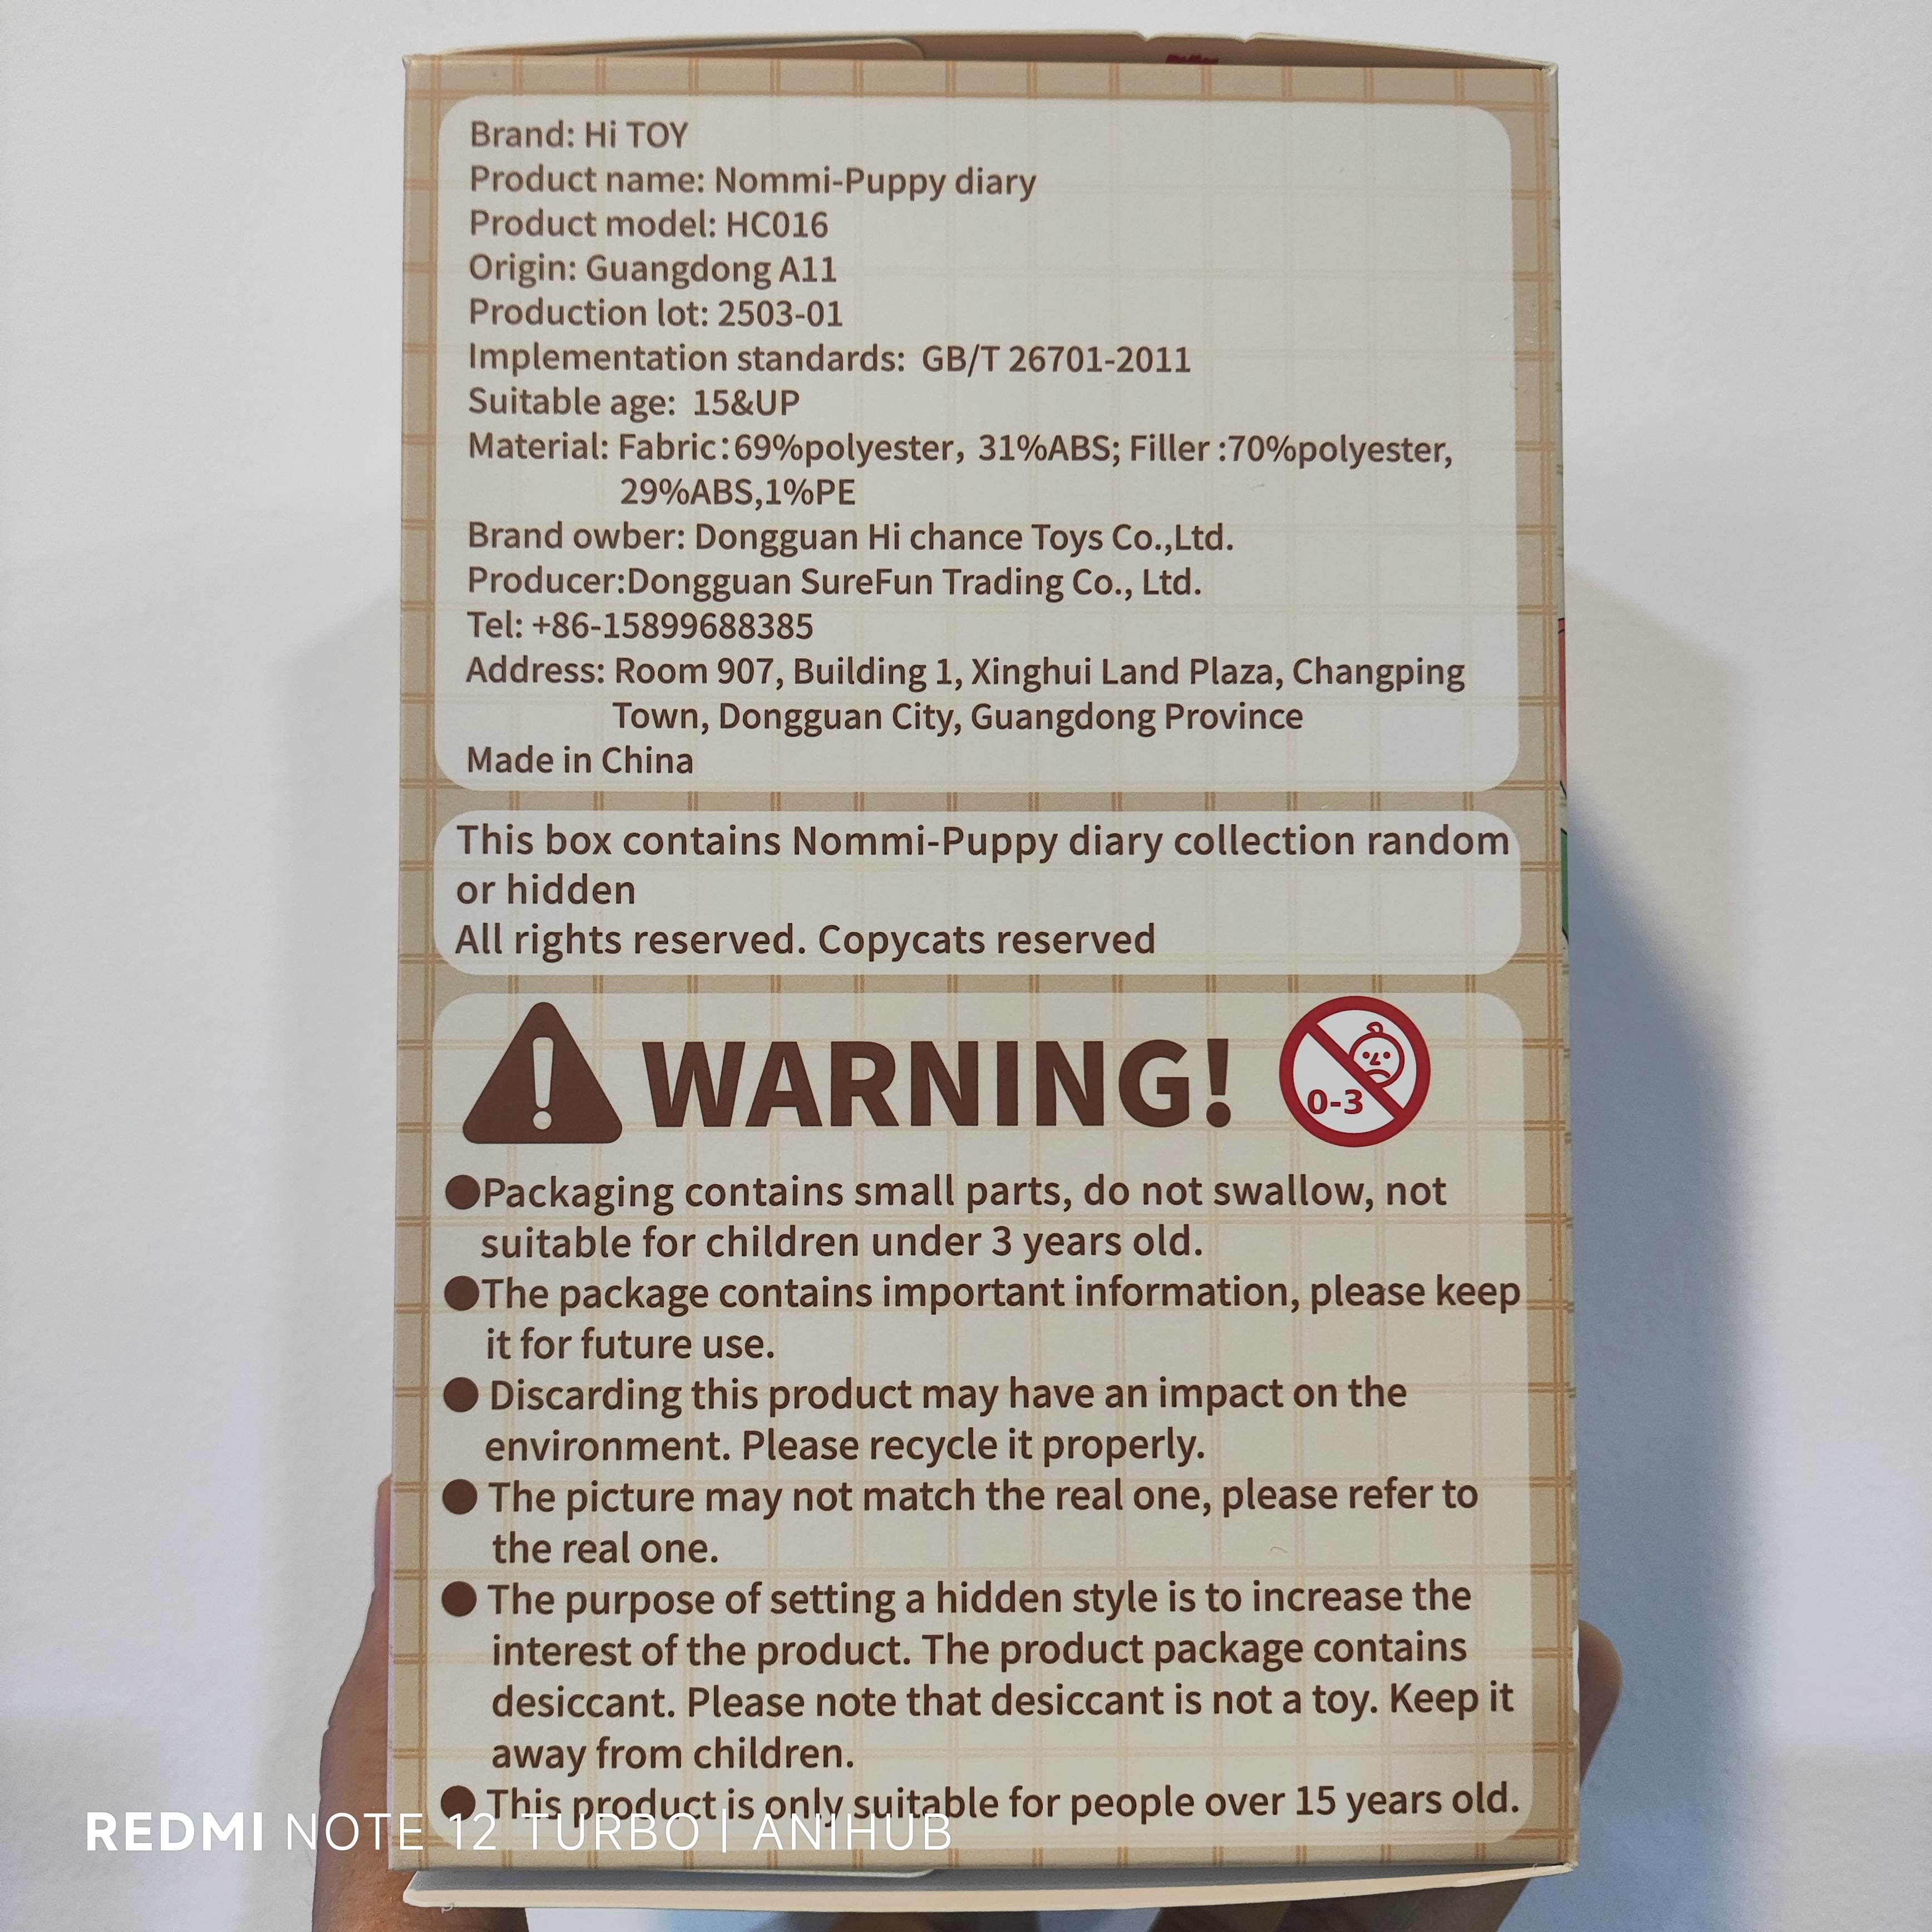 Brand: Hi TOY
Product name: Nommi-Puppy diary
Product model: HC016
Origin: Guangdong A11
Production lot: 2503-01
Implementation standards: GB/T 26701-2011
Suitable age: 15&UP
Material: Fabric:69%polyester, 31%ABS; Filler :70%polyester,
29%ABS,1%PE
Brand owber: Dongguan Hi chance Toys Co.,Ltd.
Producer:Dongguan SureFun Trading Co., Ltd.
Tel: +86-15899688385
Address: Room 907, Building 1, Xinghui Land Plaza, Changping
Town, Dongguan City, Guangdong Province
Made in China
This box contains Nommi-Puppy diary collection random
or hidden
All rights reserved. Copycats reserved
WARNING!
0-3
●Packaging contains small parts, do not swallow, not
suitable for children under 3 years old.
●The package contains important information, please keep
it for future use.
● Discarding this product may have an impact on the
environment. Please recycle it properly.
● The picture may not match the real one, please refer to
the real one.
● The purpose of setting a hidden style is to increase the
interest of the product. The product package contains
desiccant. Please note that desiccant is not a toy. Keep it
away from children.
● This product is only suitable for people over 15 years old.
REDMI NOTE 12 TURBO | ANIHUB